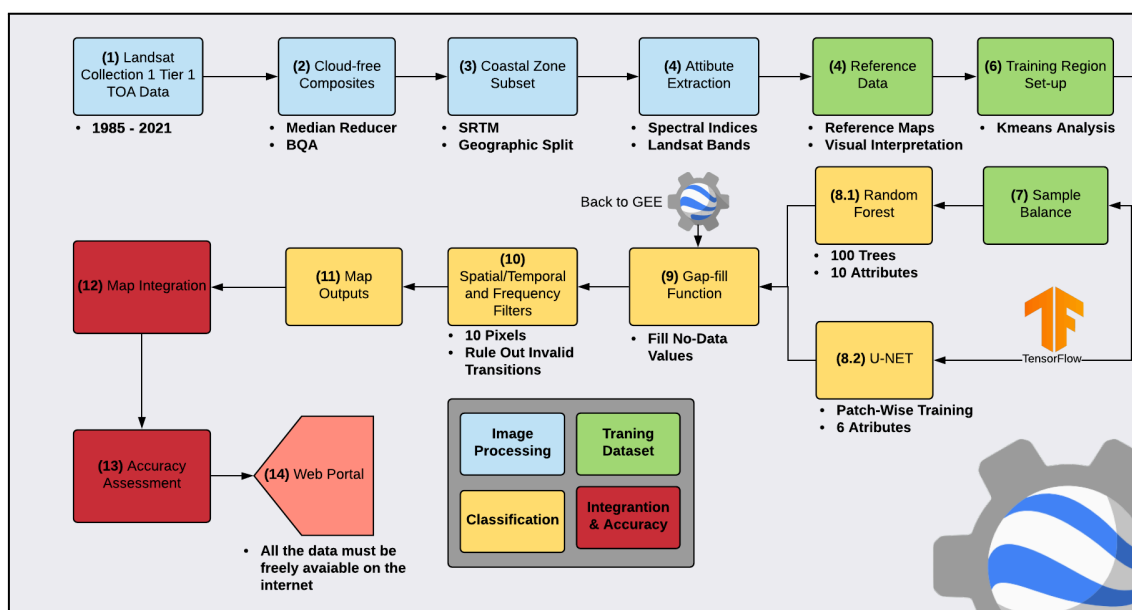 (1) Landsat
Collection 1 Tier 1
TOA Data
• 1985 - 2021
(2) Cloud-free
Composites
• Median Reducer
• BQA
(3) Coastal Zone
Subset
• SRTM
• Geographic Split
(4) Attibute
Extraction
• Spectral Indices
• Landsat Bands
(4) Reference
Data
• Reference Maps
• Visual Interpretation
(6) Training Region
Set-up
• Kmeans Analysis
(7) Sample
Balance
(8.1) Random
Forest
• 100 Trees
• 10 Attributes
TensorFlow
(8.2) U-NET
• Patch-Wise Training
• 6 Atributes
Back to GEE
(9) Gap-fill
Function
• Fill No-Data
Values
(10)
Spatial/Temporal
and Frequency
Filters
• 10 Pixels
• Rule Out Invalid
Transitions
(11) Map
Outputs
(12) Map Integration
(13) Accuracy
Assessment
(14) Web Portal
• All the data must be
freely avaiable on the
internet
Image
Processing
Traning
Dataset
Classification
Integrantion
& Accuracy